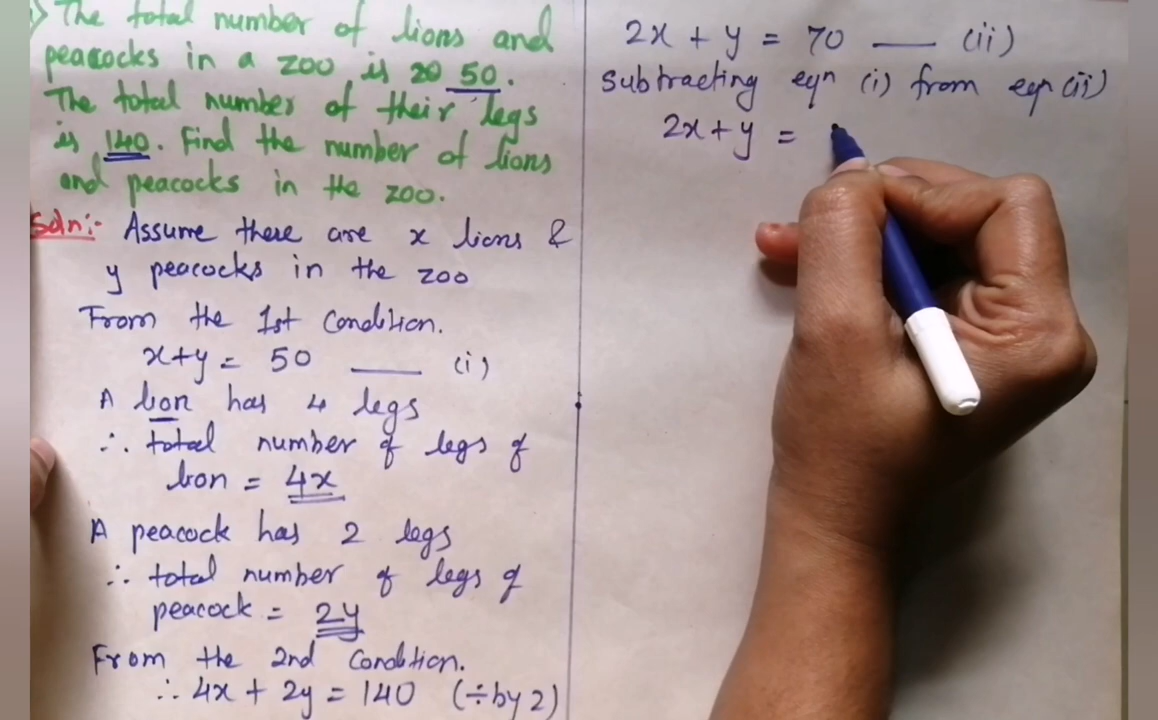 The total number of lions and
peacocks in a zoo is 20 50.
The total number of their legs
is 140. Find the number of lions
and peacocks in the zoo.
Soln:- Assume there are x lions &
y peacocks in the zoo
From the 1st Condition.
x+y = 50 ___ (i)
A lion has 4 legs
∴ total number of legs of
lion = 4x
A peacock has 2 legs
∴ total number of legs of
peacock = 2y
From the 2nd Condition.
∴ 4x + 2y = 140 (÷by 2)
2x + y = 70 ___ (ii)
Subtracting eqn (i) from eqn (ii)
2x + y =